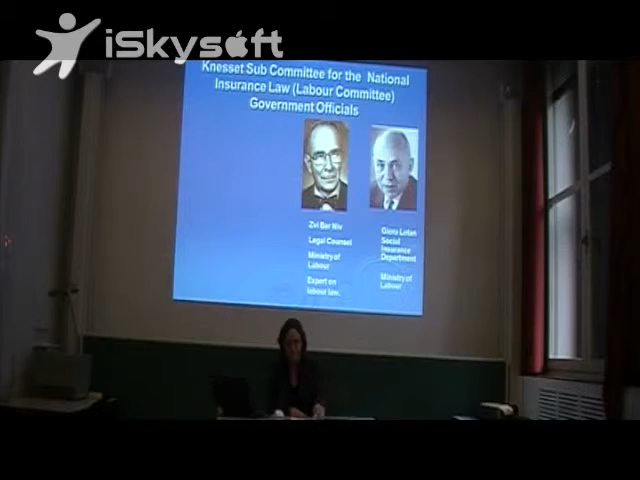 iSkysoft
Knesset Sub Committee for the National
Insurance Law (Labour Committee)
Government Officials
Zvi Bar Niv
Legal Counsel
Ministry of
Labour
Expert on
labour law.
Giora Lotan
Social
Insurance
Department
Ministry of
Labour